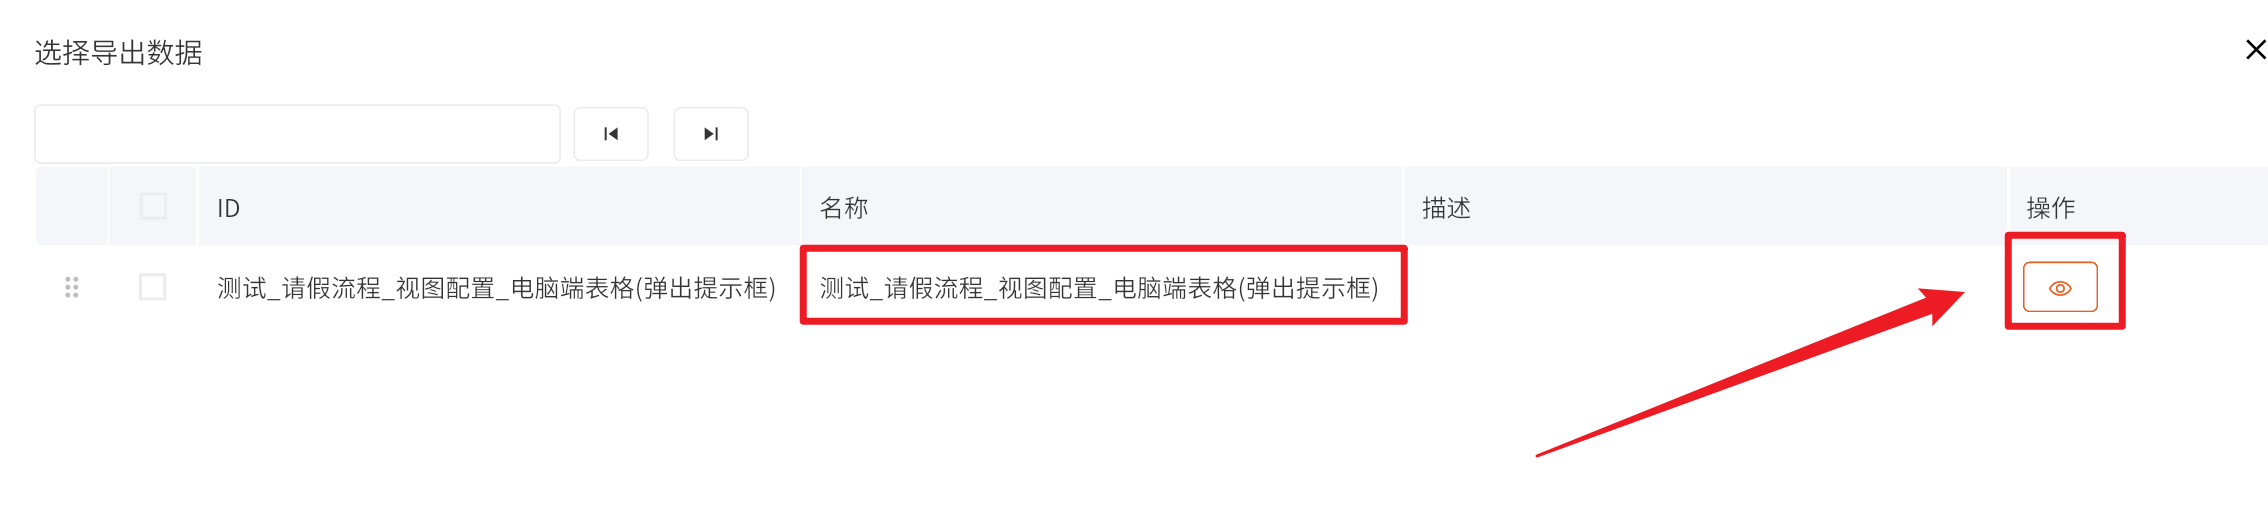 选择导出数据
ID 名称 描述 操作
测试_请假流程_视图配置_电脑端表格(弹出提示框) 测试_请假流程_视图配置_电脑端表格(弹出提示框)